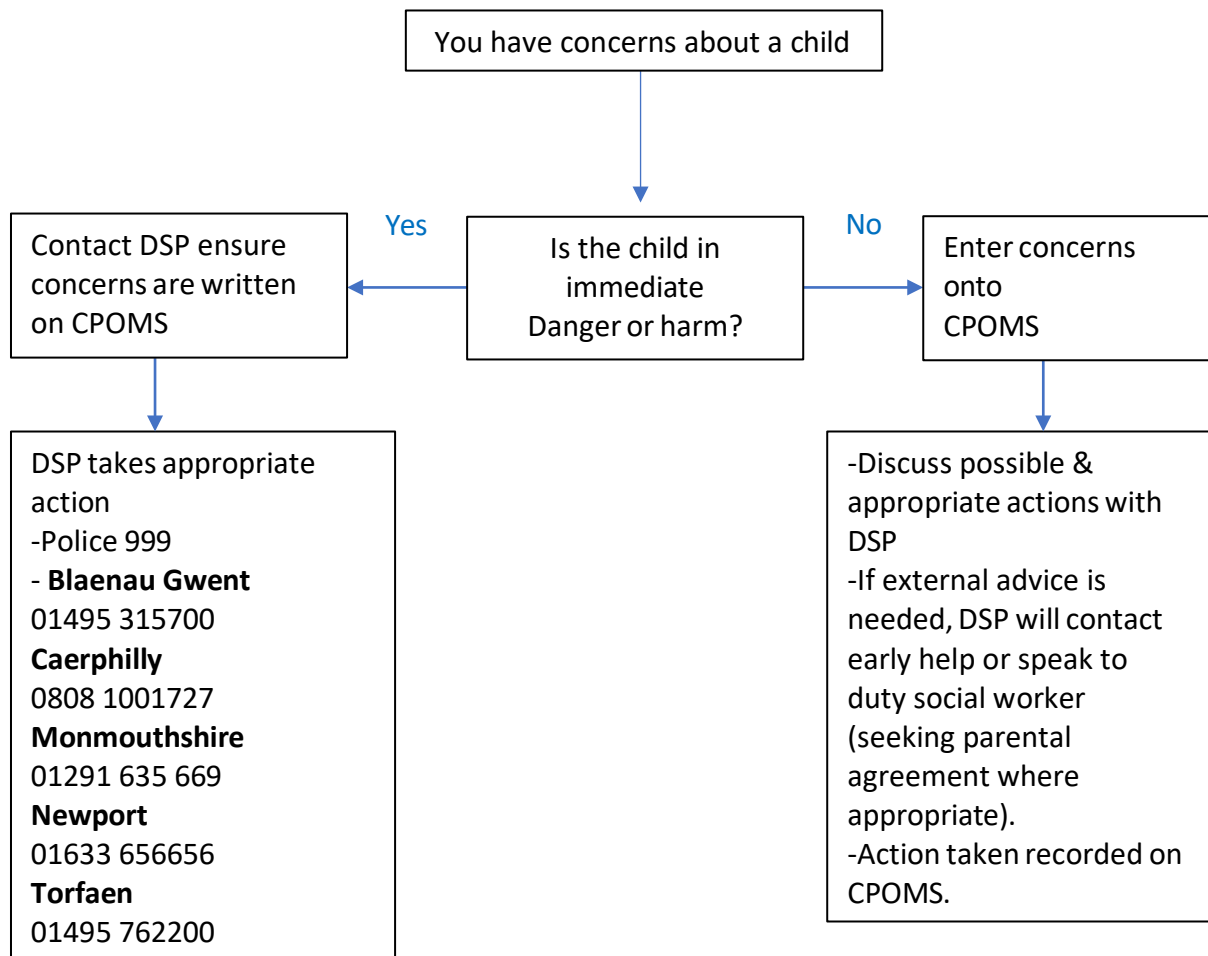 You have concerns about a child
Yes
No
Contact DSP ensure
concerns are written
on CPOMS
Is the child in
immediate
Danger or harm?
Enter concerns
onto
CPOMS
DSP takes appropriate
action
-Police 999
- Blaenau Gwent
01495 315700
Caerphilly
0808 1001727
Monmouthshire
01291 635 669
Newport
01633 656656
Torfaen
01495 762200
-Discuss possible &
appropriate actions with
DSP
-If external advice is
needed, DSP will contact
early help or speak to
duty social worker
(seeking parental
agreement where
appropriate).
-Action taken recorded on
CPOMS.